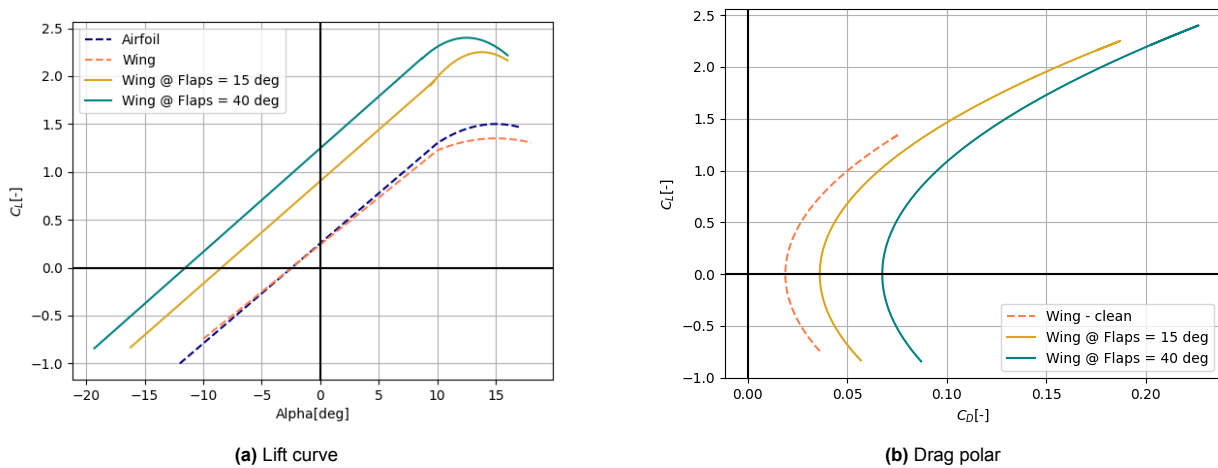 2.5
2.0
1.5
1.0
0.5
0.0
−0.5
−1.0
C_L[-]
Airfoil
Wing
Wing @ Flaps = 15 deg
Wing @ Flaps = 40 deg
−20 −15 −10 −5 0 5 10 15
Alpha[deg]
(a) Lift curve
2.5
2.0
1.5
1.0
0.5
0.0
−0.5
−1.0
C_L[-]
Wing - clean
Wing @ Flaps = 15 deg
Wing @ Flaps = 40 deg
0.00 0.05 0.10 0.15 0.20
C_D[-]
(b) Drag polar